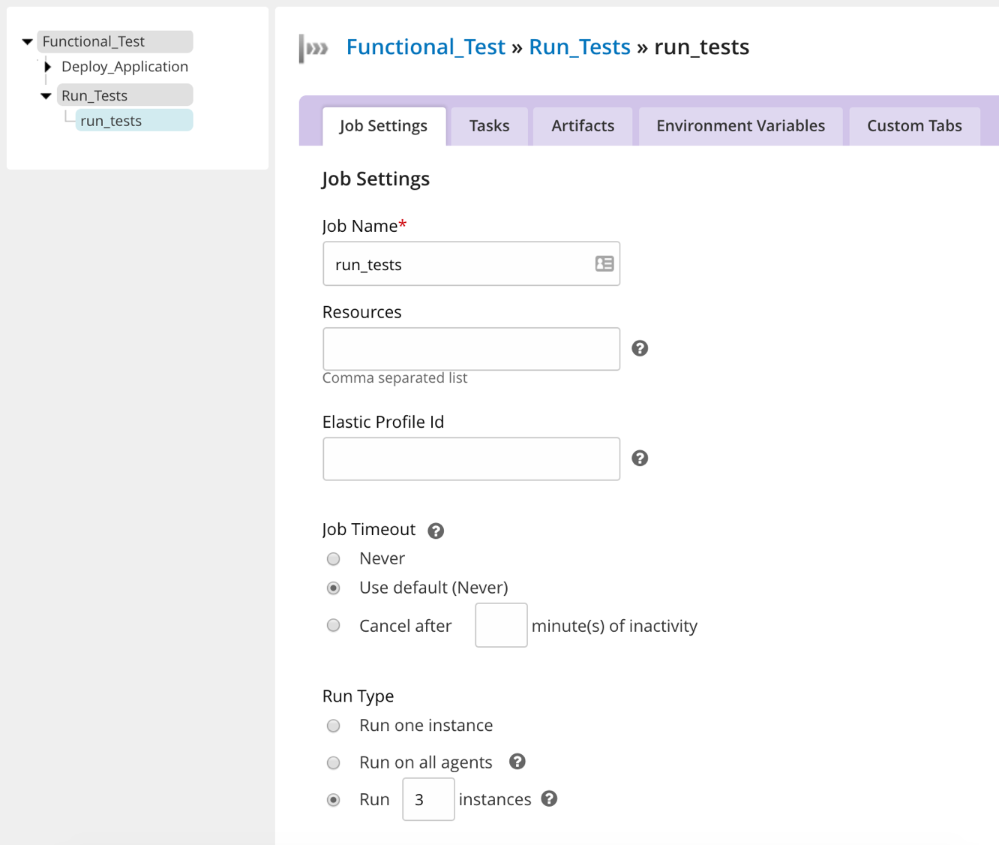 Functional_Test
Deploy_Application
Run_Tests
run_tests
Functional_Test » Run_Tests » run_tests
Job Settings Tasks Artifacts Environment Variables Custom Tabs
Job Settings
Job Name*
run_tests
Resources
?
Comma separated list
Elastic Profile Id
?
Job Timeout ?
Never
Use default (Never)
Cancel after minute(s) of inactivity
Run Type
Run one instance
Run on all agents ?
Run 3 instances ?